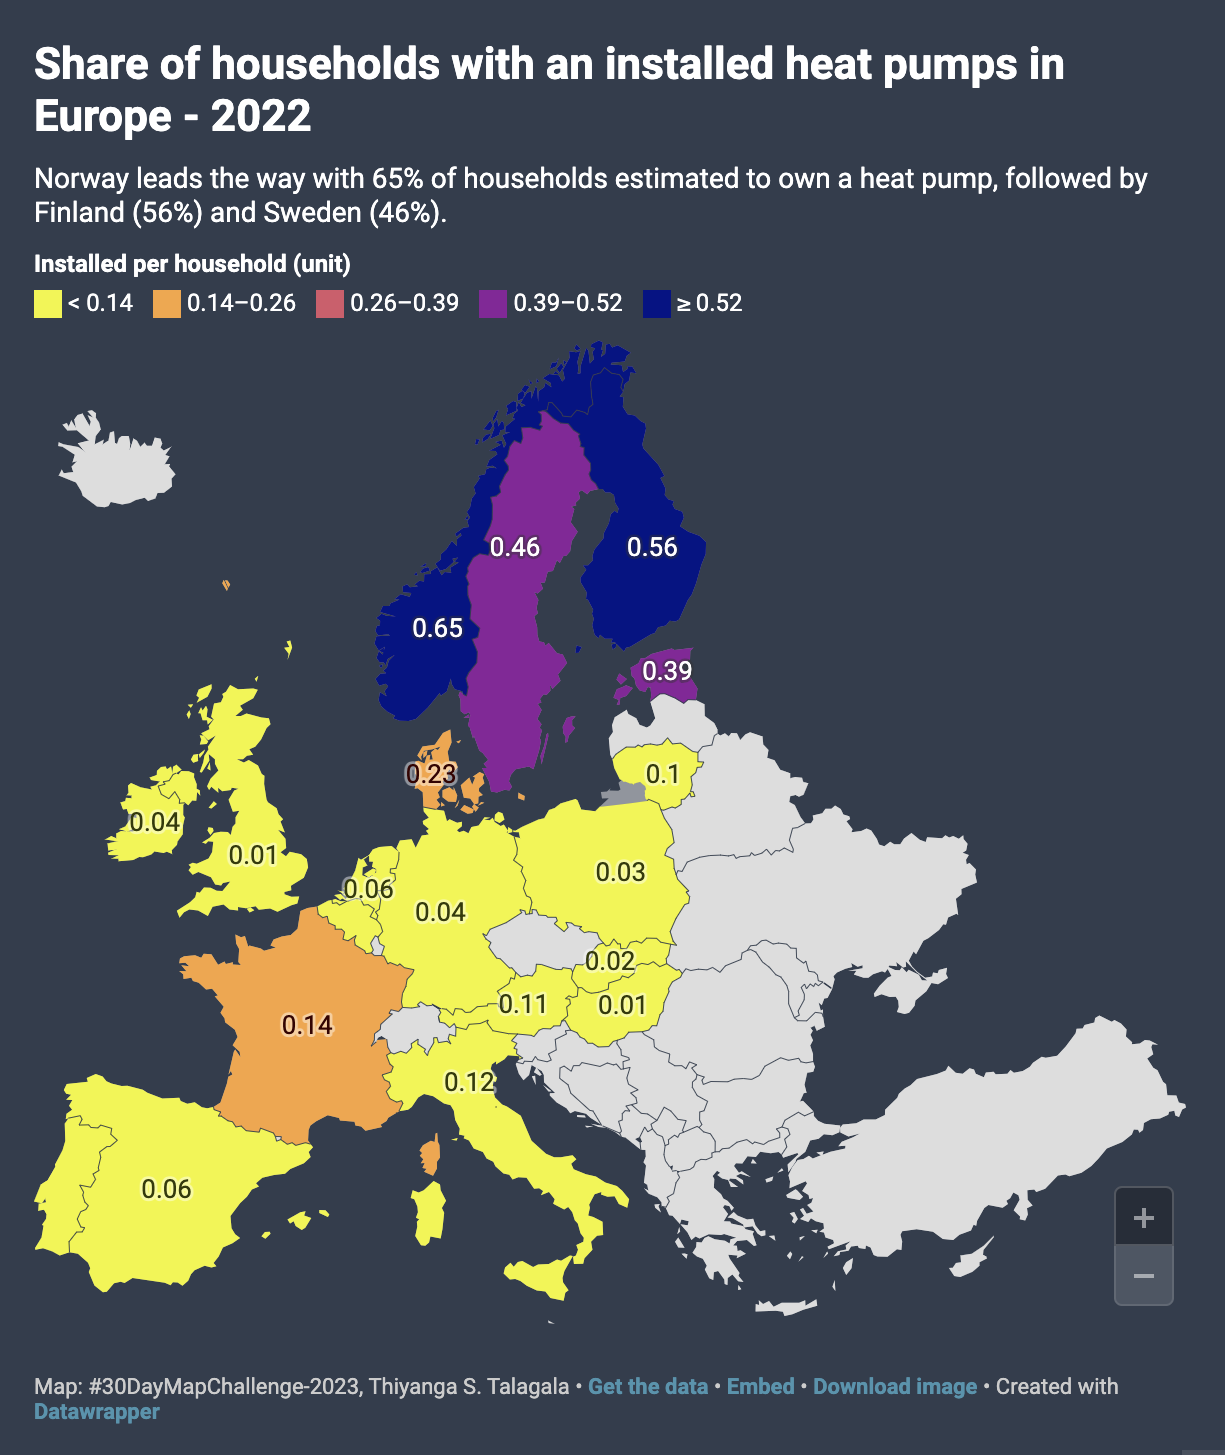 Share of households with an installed heat pumps in
Europe - 2022
Norway leads the way with 65% of households estimated to own a heat pump, followed by
Finland (56%) and Sweden (46%).
Installed per household (unit)
< 0.14 0.14–0.26 0.26–0.39 0.39–0.52 ≥ 0.52
0.46
0.56
0.65
0.39
0.23
0.1
0.04
0.01
0.06
0.04
0.03
0.02
0.11
0.01
0.14
0.12
0.06
+
−
Map: #30DayMapChallenge-2023, Thiyanga S. Talagala • Get the data • Embed • Download image • Created with
Datawrapper